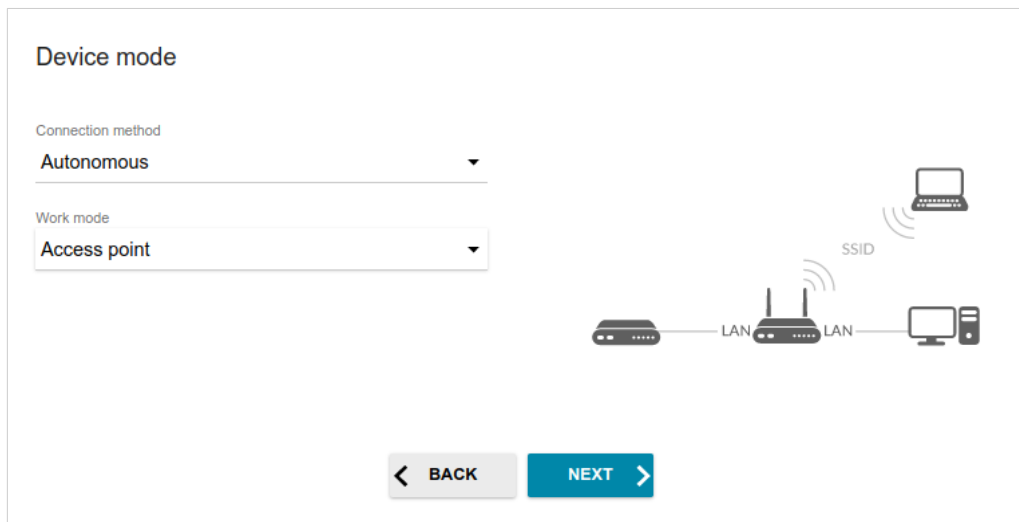 Device mode
Connection method
Autonomous
Work mode
Access point
SSID
LAN
LAN
BACK
NEXT